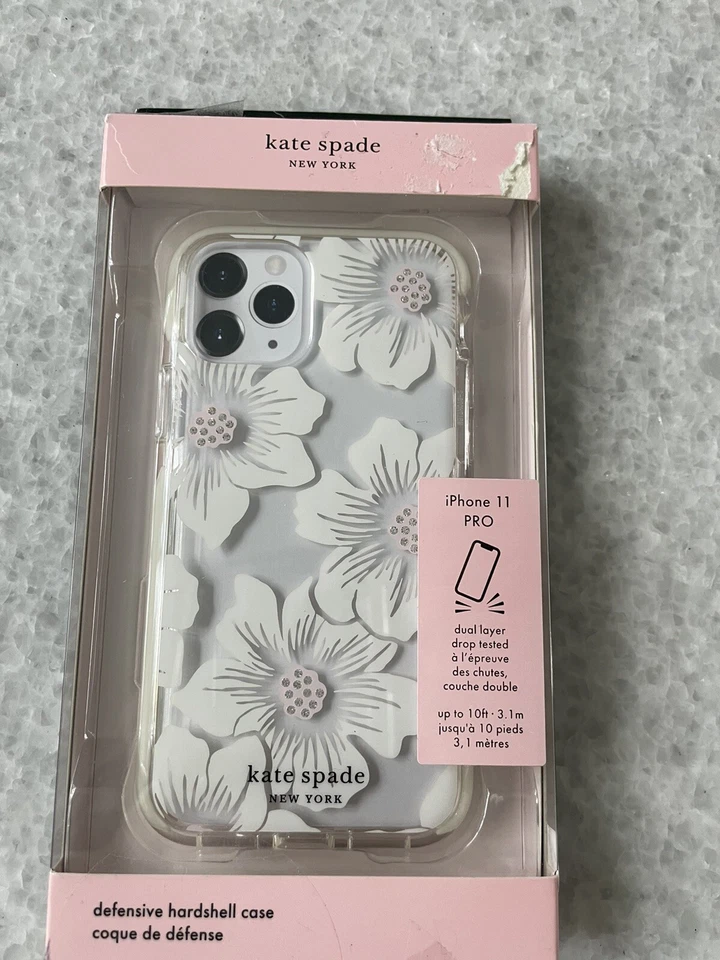 kate spade
NEW YORK
iPhone 11
PRO
dual layer
drop tested
à l'épreuve
des chutes,
couche double
up to 10ft · 3.1m
jusqu'à 10 pieds
3,1 mètres
kate spade
NEW YORK
defensive hardshell case
coque de défense